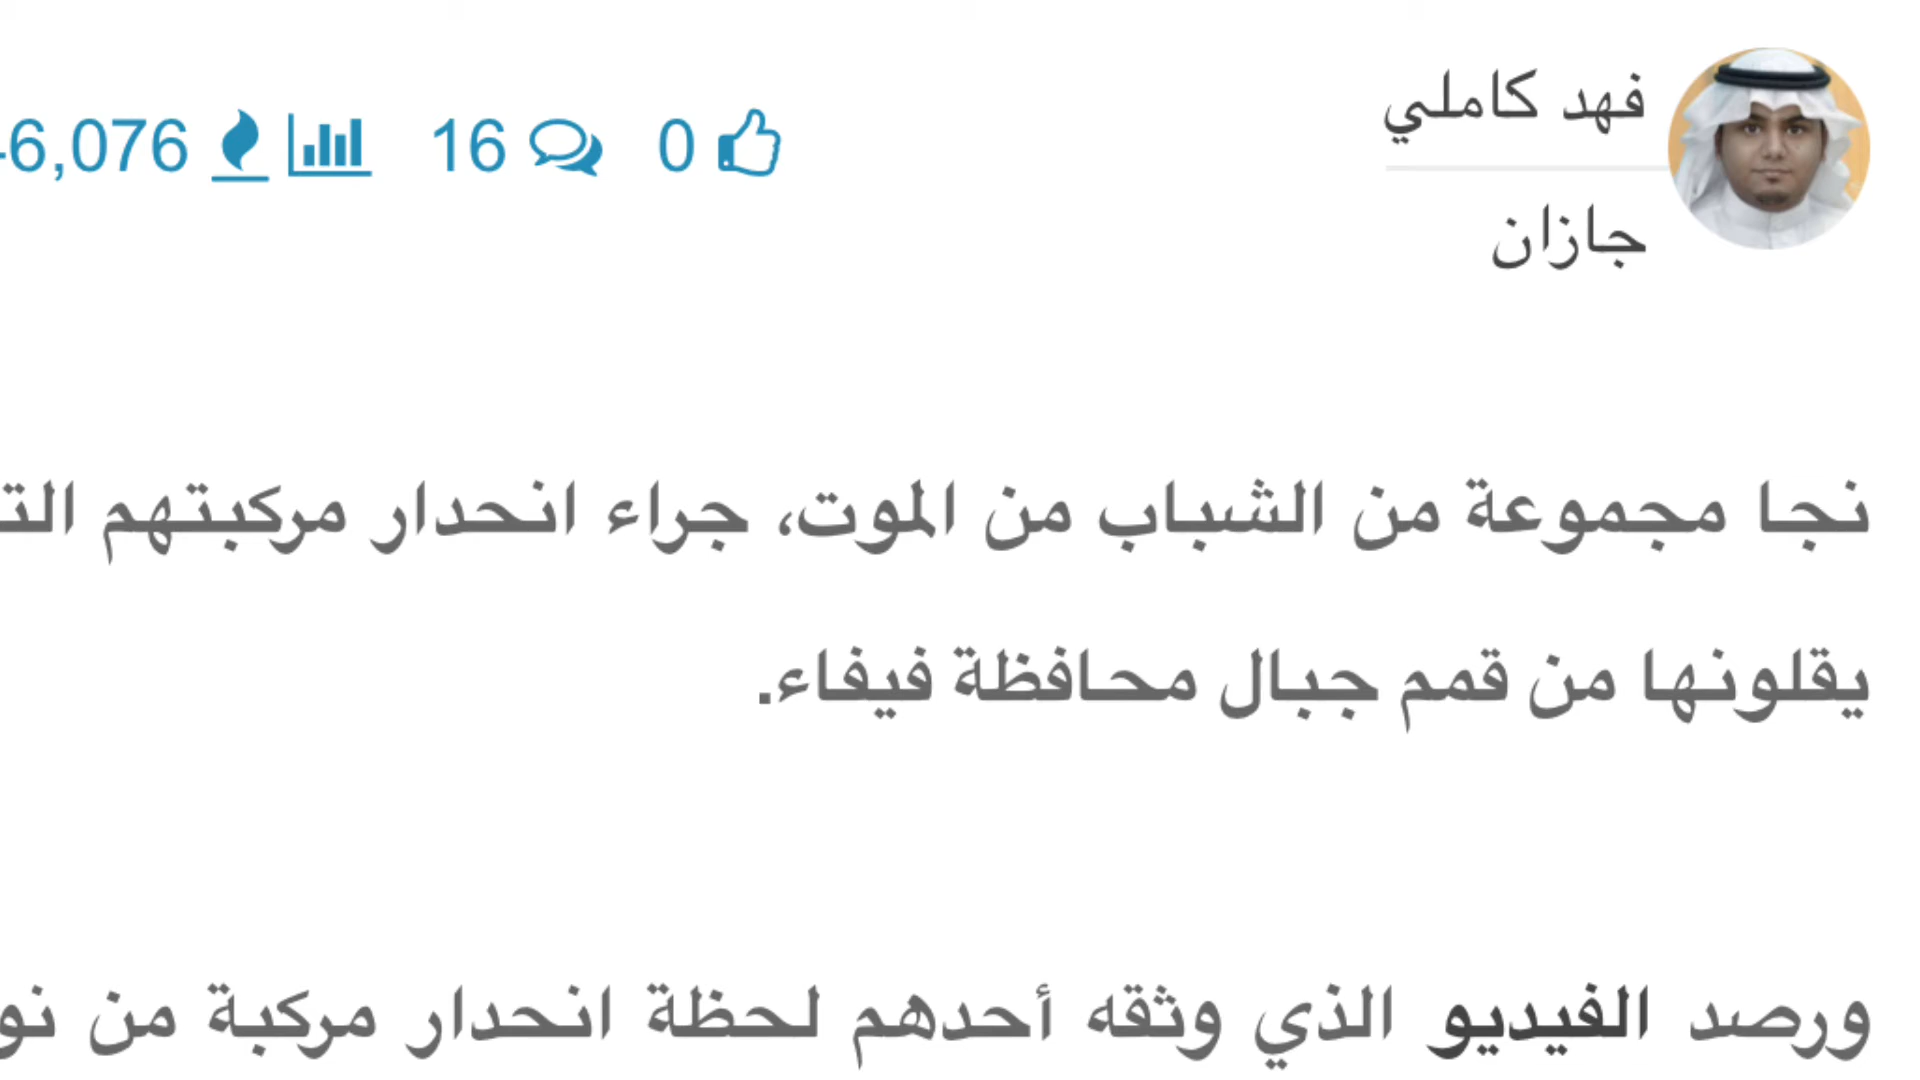 فهد كاملي
جازان
0 16 6,076
نجا مجموعة من الشباب من الموت، جراء انحدار مركبتهم
يقلونها من قمم جبال محافظة فيفاء.
ورصد الفيديو الذي وثقه أحدهم لحظة انحدار مركبة من